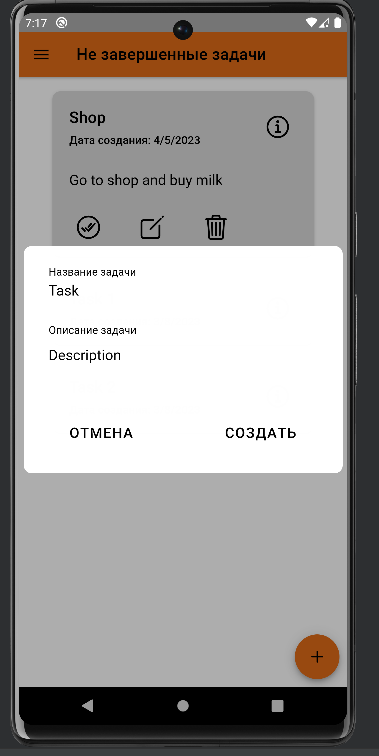 7:17
Не завершенные задачи
Shop
Дата создания: 4/5/2023
Go to shop and buy milk
Название задачи
Task
Описание задачи
Description
ОТМЕНА СОЗДАТЬ